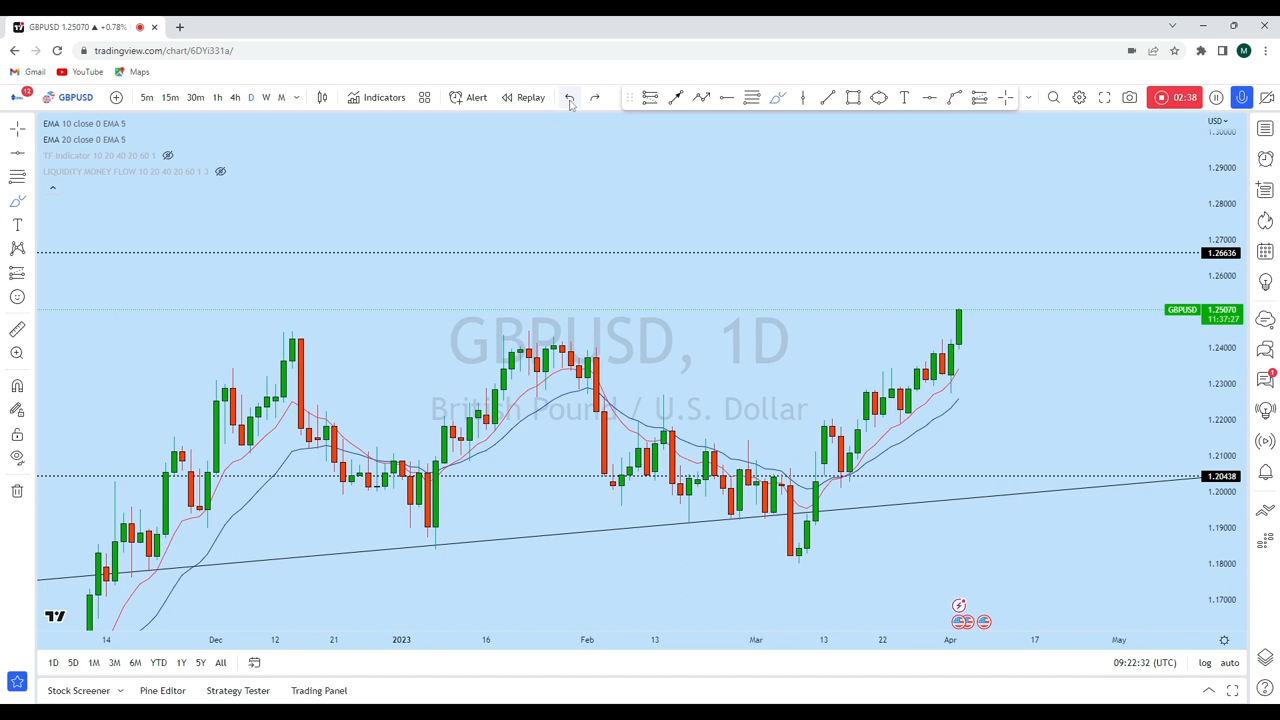 GBPUSD 1.25070 ▲ +0.78%
tradingview.com/chart/6DYi331a/
M
Gmail YouTube Maps
12 GBPUSD 5m 15m 30m 1h 4h D W M Indicators Alert Replay 02:38
EMA 10 close 0 EMA 5
EMA 20 close 0 EMA 5
TF Indicator 10 20 40 20 60 1
LIQUIDITY MONEY FLOW 10 20 40 20 60 1 3
USD
1.30000
1.29000
1.28000
1.27000
1.26636
1.26000
GBPUSD 1.25070
11:37:27
1.24000
1.23000
1.22000
1.21000
1.20438
1.20000
1.19000
1.18000
1.17000
GBPUSD, 1D
British Pound / U.S. Dollar
1
14 Dec 12 21 2023 16 Feb 13 Mar 13 22 Apr 17 May
1D 5D 1M 3M 6M YTD 1Y 5Y All 09:22:32 (UTC) log auto
Stock Screener Pine Editor Strategy Tester Trading Panel